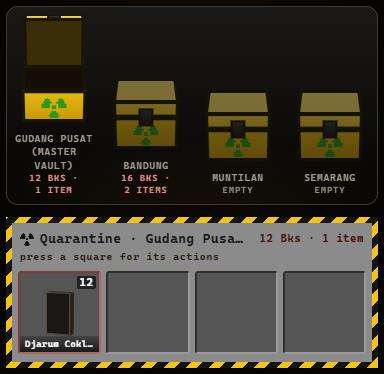 GUDANG PUSAT
(MASTER
VAULT)
12 BKS ·
1 ITEM
BANDUNG
16 BKS ·
2 ITEMS
MUNTILAN
EMPTY
SEMARANG
EMPTY
Quarantine · Gudang Pusa…
12 Bks · 1 item
press a square for its actions
12
Djarum Cokl…